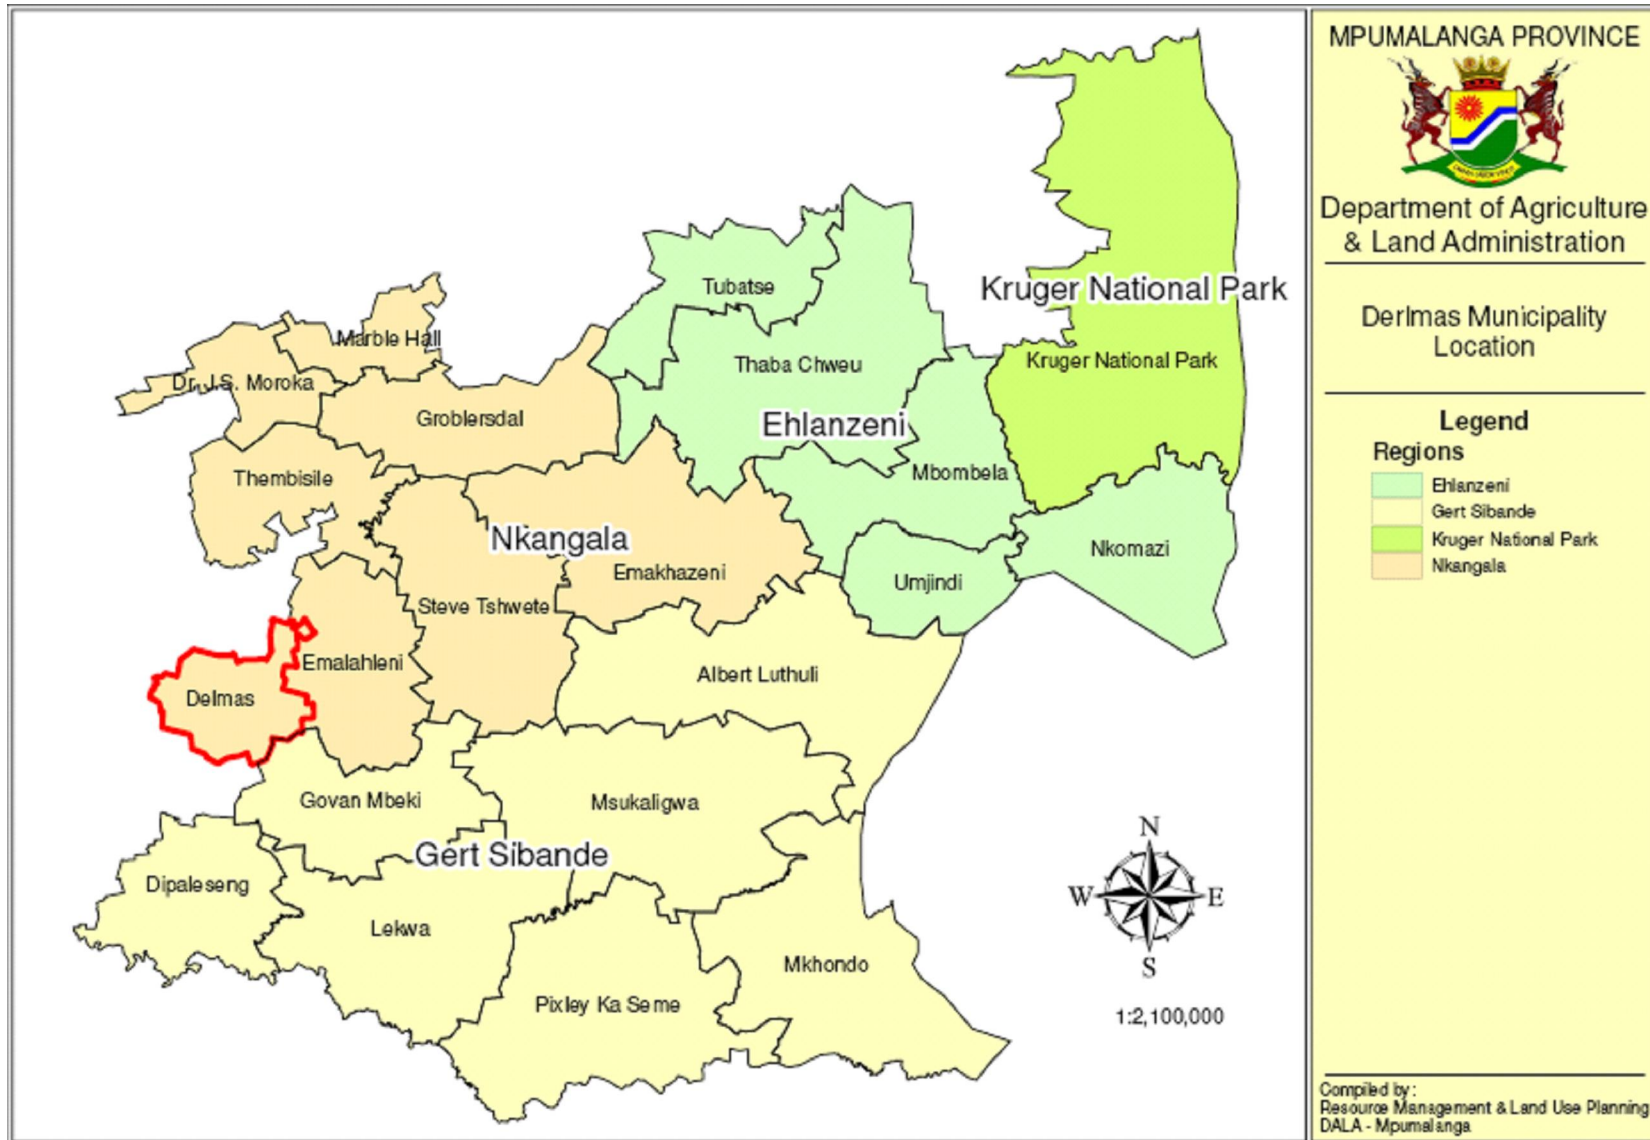 MPUMALANGA PROVINCE
Department of Agriculture
& Land Administration
Derlmas Municipality
Location
Legend
Regions
Ehlanzeni
Gert Sibande
Kruger National Park
Nkangala
Compiled by:
Resource Management & Land Use Planning
DALA - Mpumalanga
Tubatse
Kruger National Park
Marble Hall
Thaba Chweu
Kruger National Park
Dr. J.S. Moroka
Groblersdal
Ehlanzeni
Thembisile
Mbombela
Nkangala
Nkomazi
Emakhazeni
Umjindi
Steve Tshwete
Emalahleni
Albert Luthuli
Delmas
Govan Mbeki
Msukaligwa
Gert Sibande
Dipaleseng
Lekwa
Mkhondo
Pixley Ka Seme
N
W
E
S
1:2,100,000